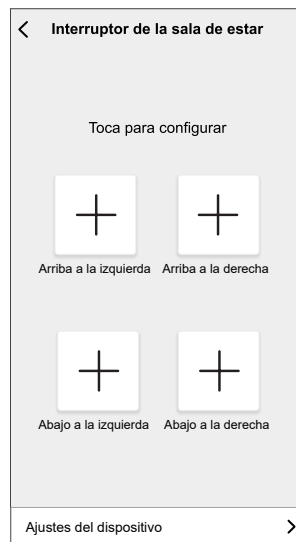 Interruptor de la sala de estar
Toca para configurar
Arriba a la izquierda Arriba a la derecha
Abajo a la izquierda Abajo a la derecha
Ajustes del dispositivo